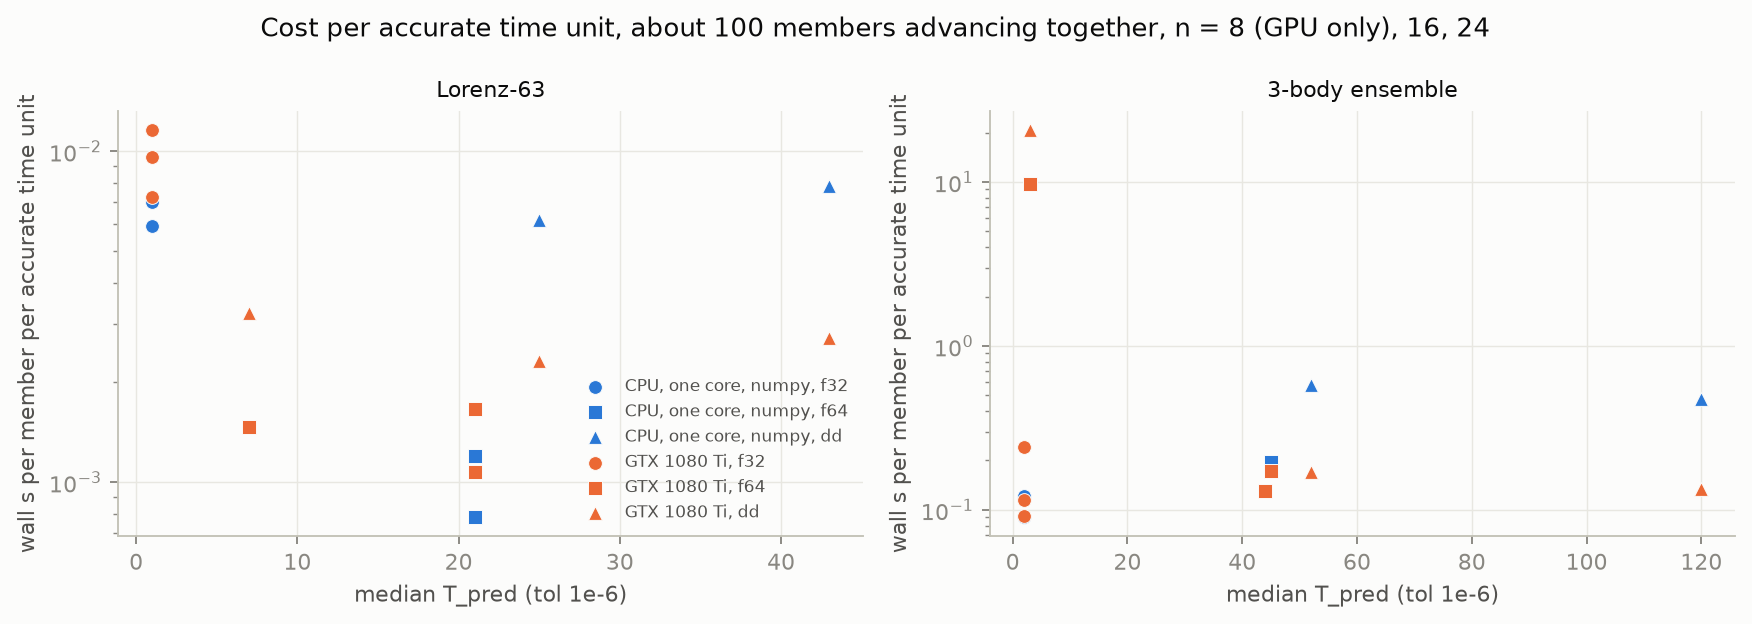 Cost per accurate time unit, about 100 members advancing together, n = 8 (GPU only), 16, 24
Lorenz-63
wall s per member per accurate time unit
10⁻²
10⁻³
0 10 20 30 40
median T_pred (tol 1e-6)
CPU, one core, numpy, f32
CPU, one core, numpy, f64
CPU, one core, numpy, dd
GTX 1080 Ti, f32
GTX 1080 Ti, f64
GTX 1080 Ti, dd
3-body ensemble
wall s per member per accurate time unit
10¹
10⁰
10⁻¹
0 20 40 60 80 100 120
median T_pred (tol 1e-6)